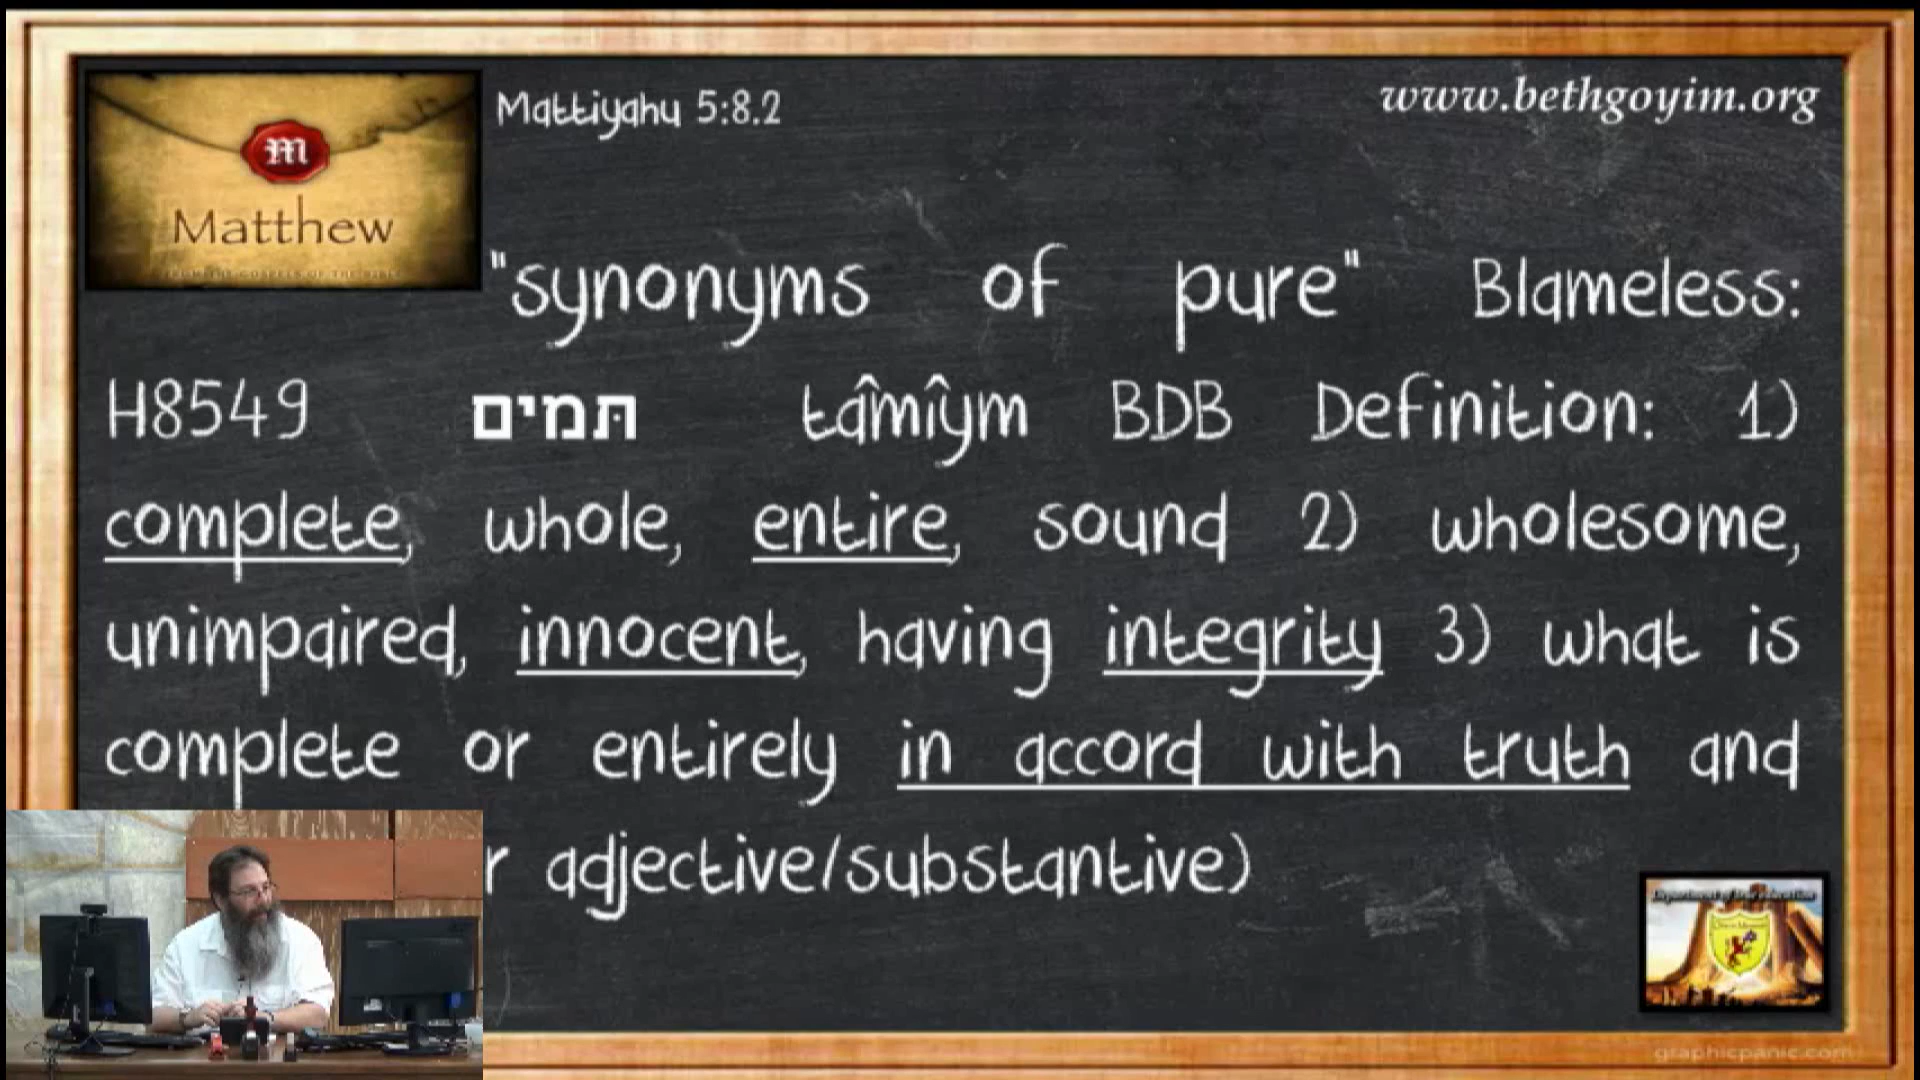 Mattiyahu 5:8.2
www.bethgoyim.org
M
Matthew
"synonyms of pure" Blameless:
H8549 תּמים tâmîym BDB Definition: 1)
complete, whole, entire, sound 2) wholesome,
unimpaired, innocent, having integrity 3) what is
complete or entirely in accord with truth and
r adjective/substantive)
graphicpanic.com